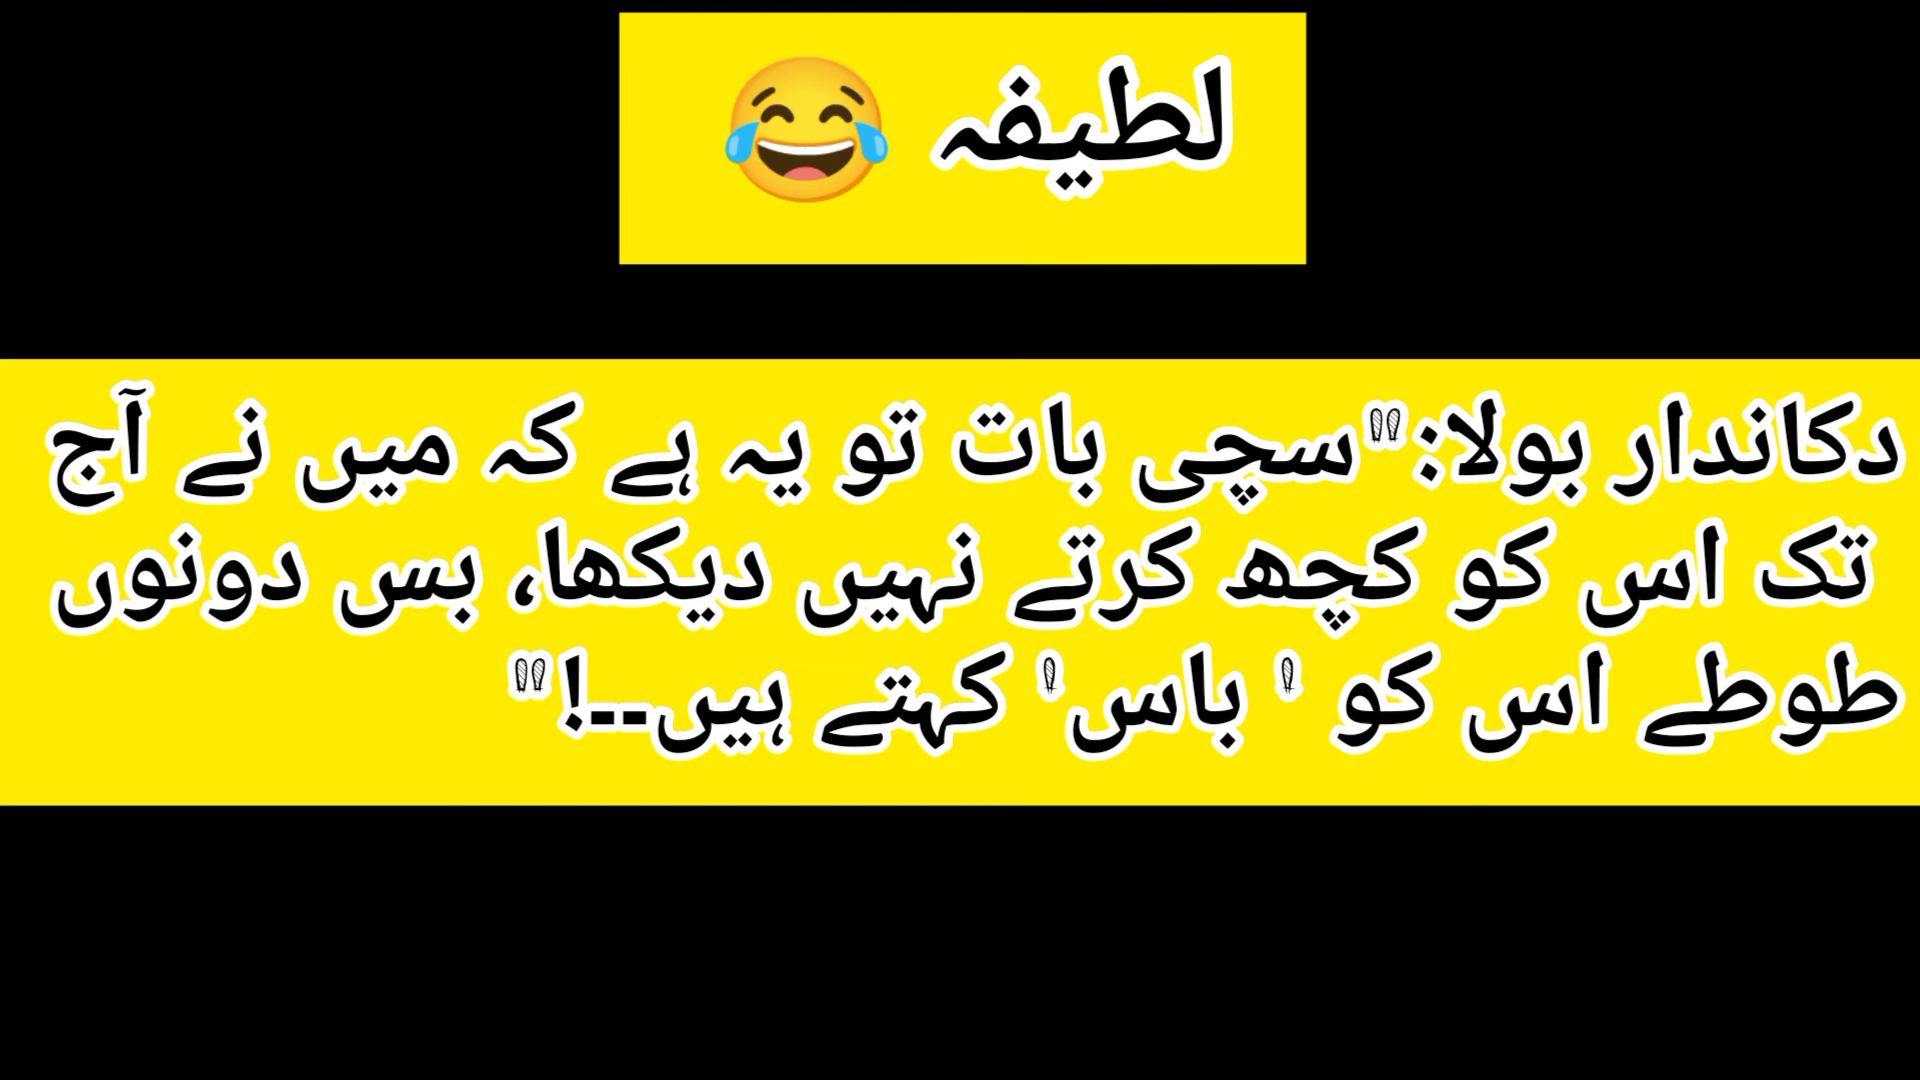 لطیفہ 😂
دکاندار بولا:"سچی بات تو یہ ہے کہ میں نے آج
تک اس کو کچھ کرتے نہیں دیکھا، بس دونوں
طوطے اس کو ' باس' کہتے ہیں--!"